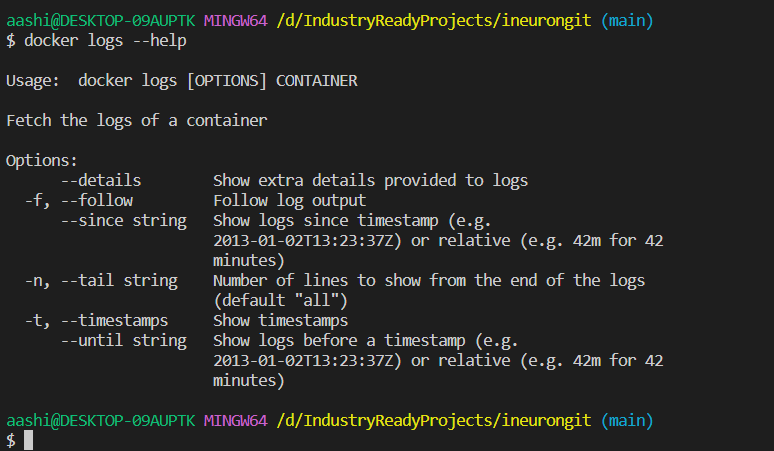 aashi@DESKTOP-09AUPTK MINGW64 /d/IndustryReadyProjects/ineurongit (main)
$ docker logs --help
Usage:  docker logs [OPTIONS] CONTAINER
Fetch the logs of a container
Options:
      --details        Show extra details provided to logs
  -f, --follow         Follow log output
      --since string   Show logs since timestamp (e.g.
                       2013-01-02T13:23:37Z) or relative (e.g. 42m for 42
                       minutes)
  -n, --tail string    Number of lines to show from the end of the logs
                       (default "all")
  -t, --timestamps     Show timestamps
      --until string   Show logs before a timestamp (e.g.
                       2013-01-02T13:23:37Z) or relative (e.g. 42m for 42
                       minutes)
aashi@DESKTOP-09AUPTK MINGW64 /d/IndustryReadyProjects/ineurongit (main)
$